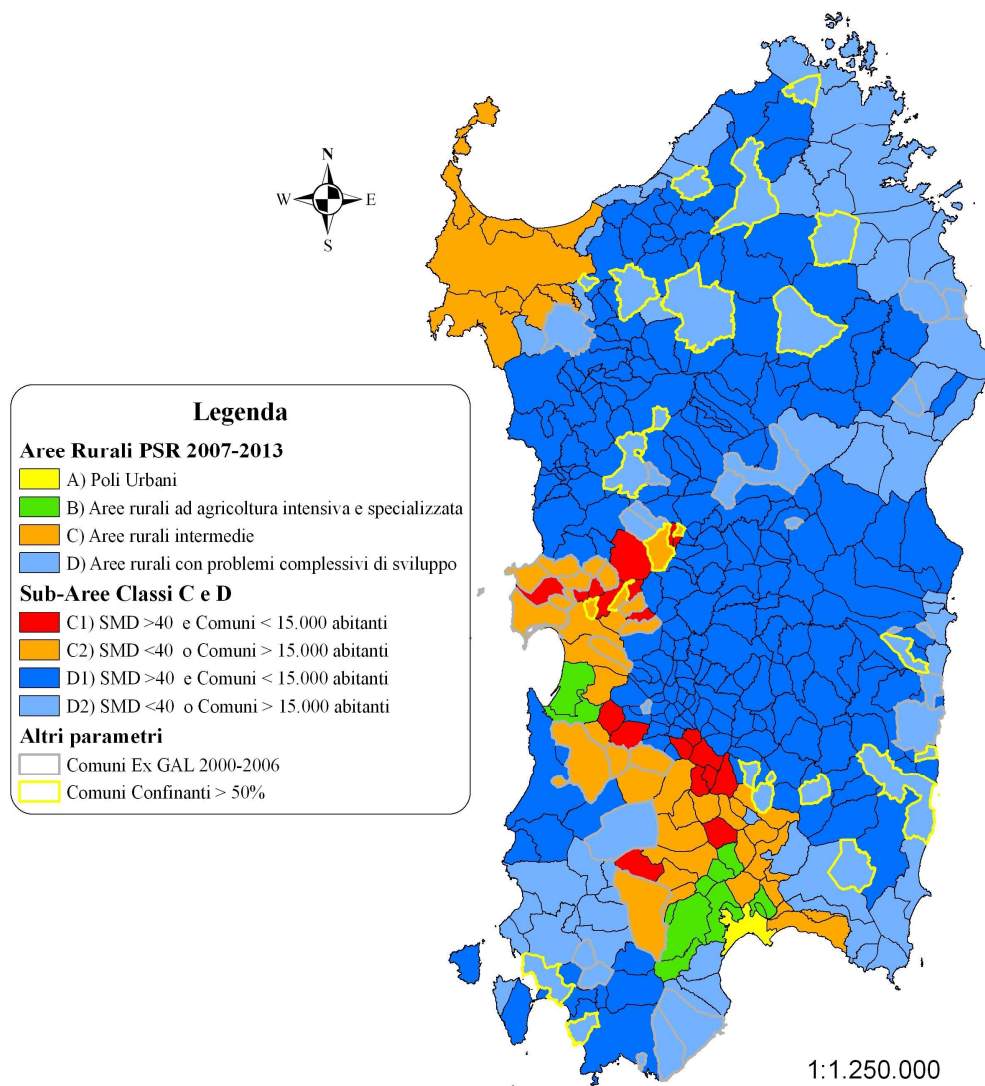 N
W
E
S
Legenda
Aree Rurali PSR 2007-2013
A) Poli Urbani
B) Aree rurali ad agricoltura intensiva e specializzata
C) Aree rurali intermedie
D) Aree rurali con problemi complessivi di sviluppo
Sub-Aree Classi C e D
C1) SMD >40 e Comuni < 15.000 abitanti
C2) SMD <40 o Comuni > 15.000 abitanti
D1) SMD >40 e Comuni < 15.000 abitanti
D2) SMD <40 o Comuni > 15.000 abitanti
Altri parametri
Comuni Ex GAL 2000-2006
Comuni Confinanti > 50%
1:1.250.000